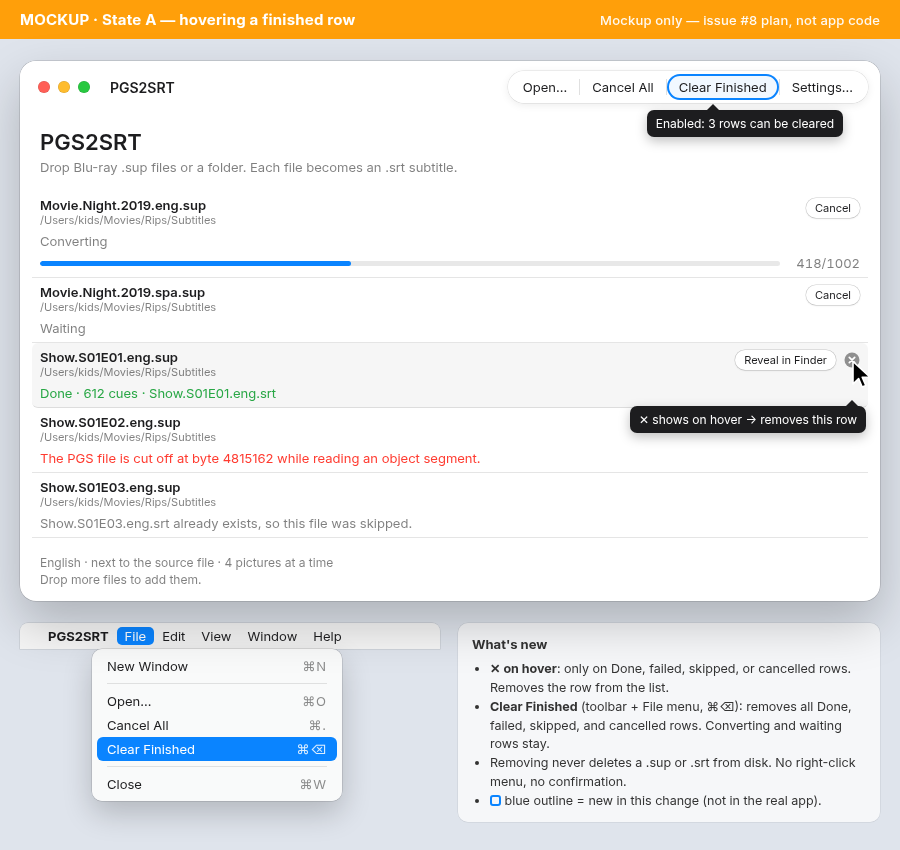 MOCKUP · State A — hovering a finished row
Mockup only — Issue #8 plan, not app code
PGS2SRT
Open...
Cancel All
Clear Finished
Settings...
Enabled: 3 rows can be cleared
PGS2SRT
Drop Blu-ray .sup files or a folder. Each file becomes an .srt subtitle.
Movie.Night.2019.eng.sup
Cancel
/Users/kids/Movies/Rips/Subtitles
Converting
418/1002
Movie.Night.2019.spa.sup
Cancel
/Users/kids/Movies/Rips/Subtitles
Waiting
Show.S01E01.eng.sup
Reveal in Finder
/Users/kids/Movies/Rips/Subtitles
Done · 612 cues · Show.S01E01.eng.srt
✕ shows on hover → removes this row
Show.S01E02.eng.sup
/Users/kids/Movies/Rips/Subtitles
The PGS file is cut off at byte 4815162 while reading an object segment.
Show.S01E03.eng.sup
/Users/kids/Movies/Rips/Subtitles
Show.S01E03.eng.srt already exists, so this file was skipped.
English · next to the source file · 4 pictures at a time
Drop more files to add them.
PGS2SRT File Edit View Window Help
New Window ⌘N
Open... ⌘O
Cancel All ⌘.
Clear Finished ⌘⌫
Close ⌘W
What's new
• ✕ on hover: only on Done, failed, skipped, or cancelled rows.
Removes the row from the list.
• Clear Finished (toolbar + File menu, ⌘⌫): removes all Done,
failed, skipped, and cancelled rows. Converting and waiting
rows stay.
• Removing never deletes a .sup or .srt from disk. No right-click
menu, no confirmation.
• blue outline = new in this change (not in the real app).